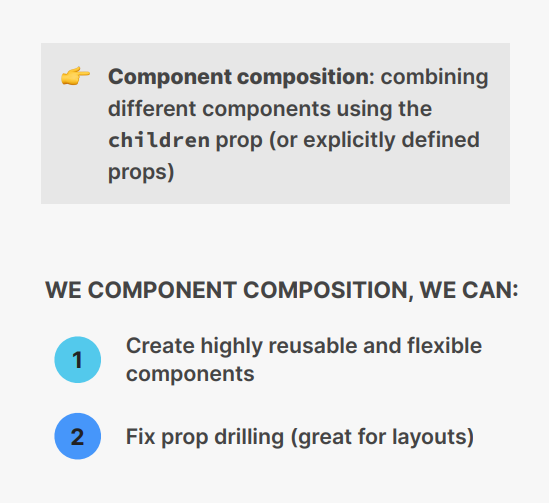 👉 Component composition: combining
different components using the
children prop (or explicitly defined
props)
WE COMPONENT COMPOSITION, WE CAN:
1 Create highly reusable and flexible
components
2 Fix prop drilling (great for layouts)